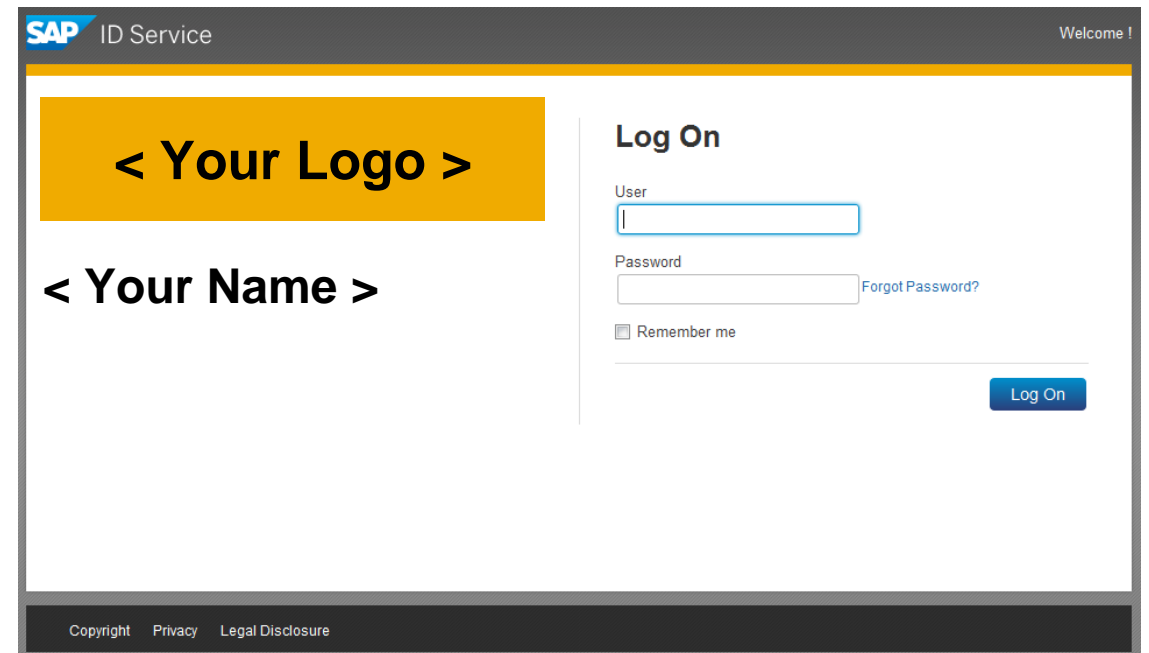 SAP ID Service
Welcome !
< Your Logo >
< Your Name >
Log On
User
Password
Forgot Password?
Remember me
Log On
Copyright Privacy Legal Disclosure